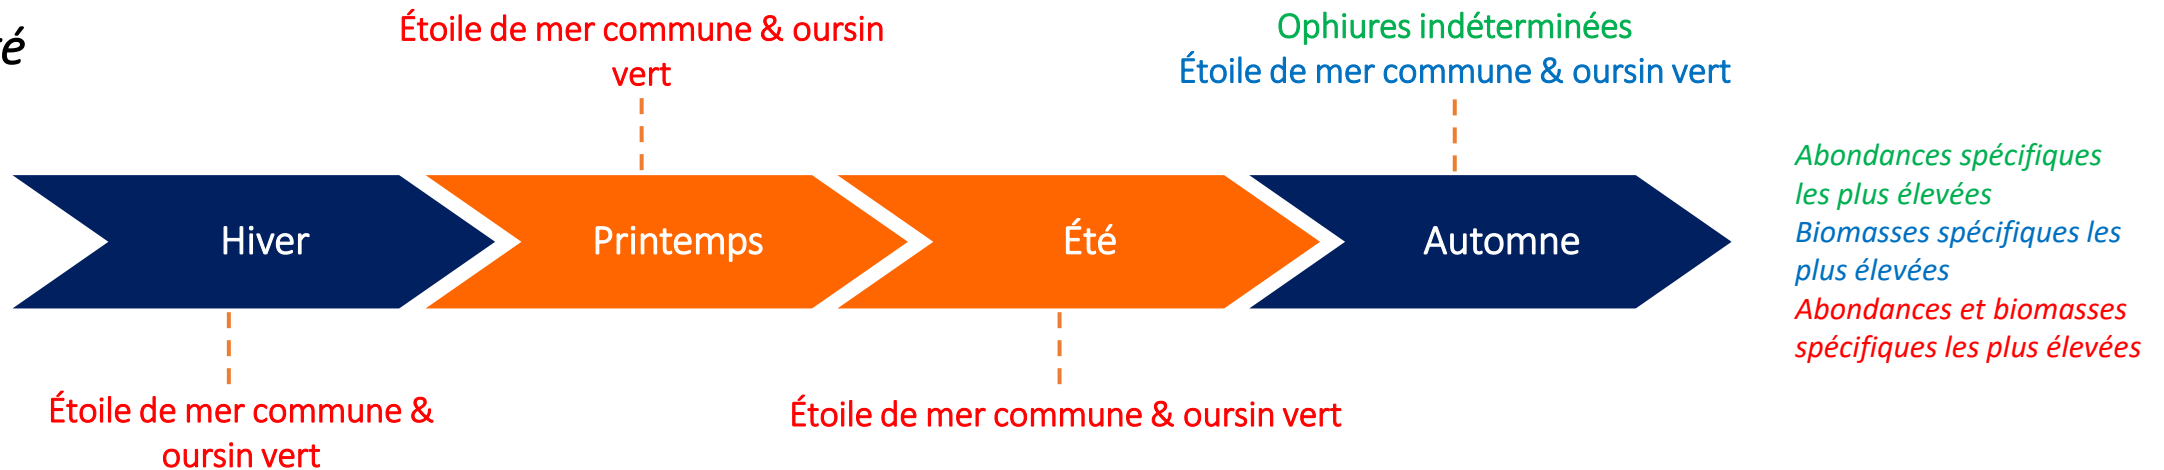 Étoile de mer commune & oursin
vert
Ophiures indéterminées
Étoile de mer commune & oursin vert
Hiver
Printemps
Été
Automne
Étoile de mer commune &
oursin vert
Étoile de mer commune & oursin vert
Abondances spécifiques
les plus élevées
Biomasses spécifiques les
plus élevées
Abondances et biomasses
spécifiques les plus élevées